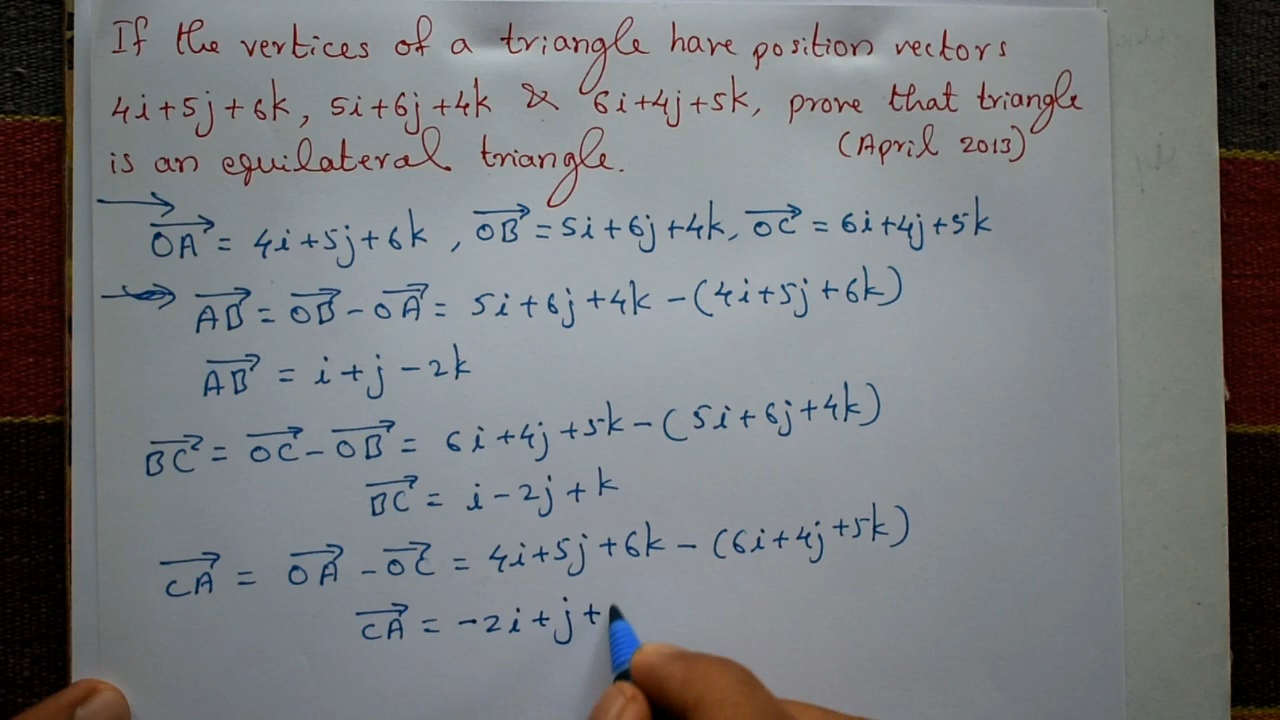 If the vertices of a triangle have position vectors
4i+5j+6k, 5i+6j+4k & 6i+4j+5k, prove that triangle
is an equilateral triangle. (April 2013)
→ OA⃗ = 4i+5j+6k, OB⃗ = 5i+6j+4k, OC⃗ = 6i+4j+5k
→ AB⃗ = OB⃗ - OA⃗ = 5i+6j+4k - (4i+5j+6k)
AB⃗ = i+j-2k
BC⃗ = OC⃗ - OB⃗ = 6i+4j+5k - (5i+6j+4k)
BC⃗ = i-2j+k
CA⃗ = OA⃗ - OC⃗ = 4i+5j+6k - (6i+4j+5k)
CA⃗ = -2i+j+